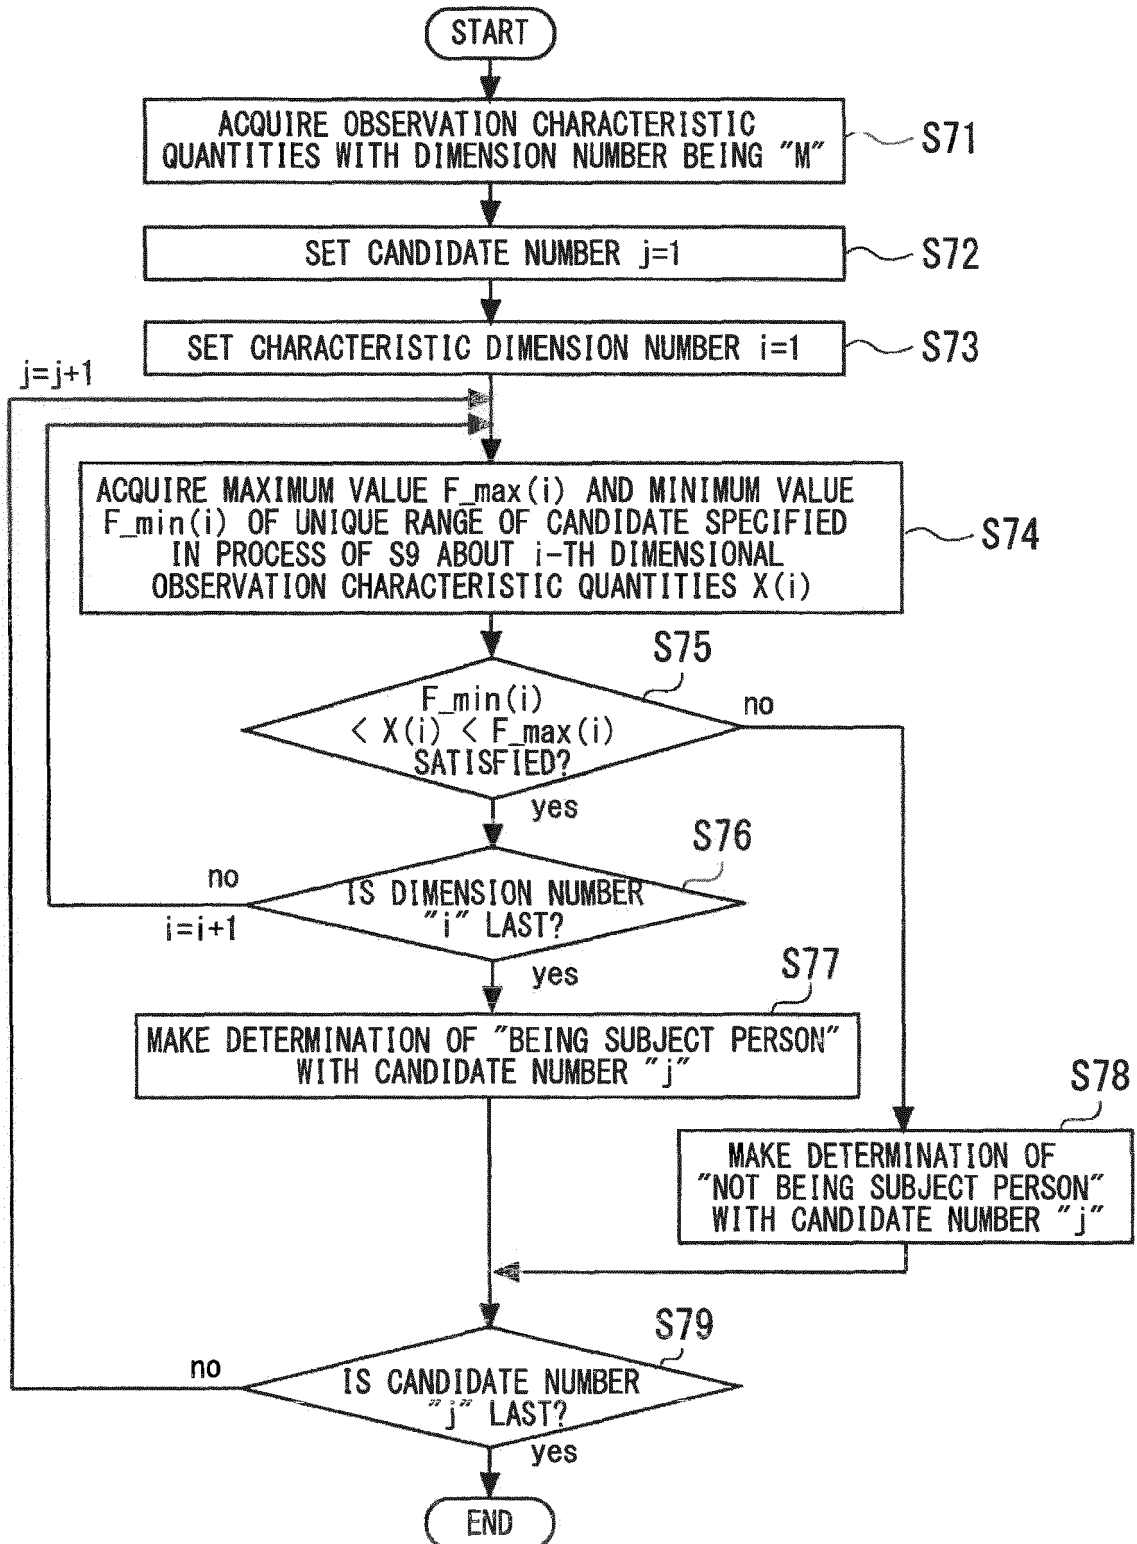 START
ACQUIRE OBSERVATION CHARACTERISTIC
QUANTITIES WITH DIMENSION NUMBER BEING "M"
S71
SET CANDIDATE NUMBER j=1
S72
SET CHARACTERISTIC DIMENSION NUMBER i=1
S73
j=j+1
ACQUIRE MAXIMUM VALUE F_max(i) AND MINIMUM VALUE
F_min(i) OF UNIQUE RANGE OF CANDIDATE SPECIFIED
IN PROCESS OF S9 ABOUT i-TH DIMENSIONAL
OBSERVATION CHARACTERISTIC QUANTITIES X(i)
S74
S75
F_min(i)
< X(i) < F_max(i)
SATISFIED?
no
yes
S76
IS DIMENSION NUMBER
"i" LAST?
no
i=i+1
yes
S77
MAKE DETERMINATION OF "BEING SUBJECT PERSON"
WITH CANDIDATE NUMBER "j"
S78
MAKE DETERMINATION OF
"NOT BEING SUBJECT PERSON"
WITH CANDIDATE NUMBER "j"
S79
IS CANDIDATE NUMBER
"j" LAST?
no
yes
END